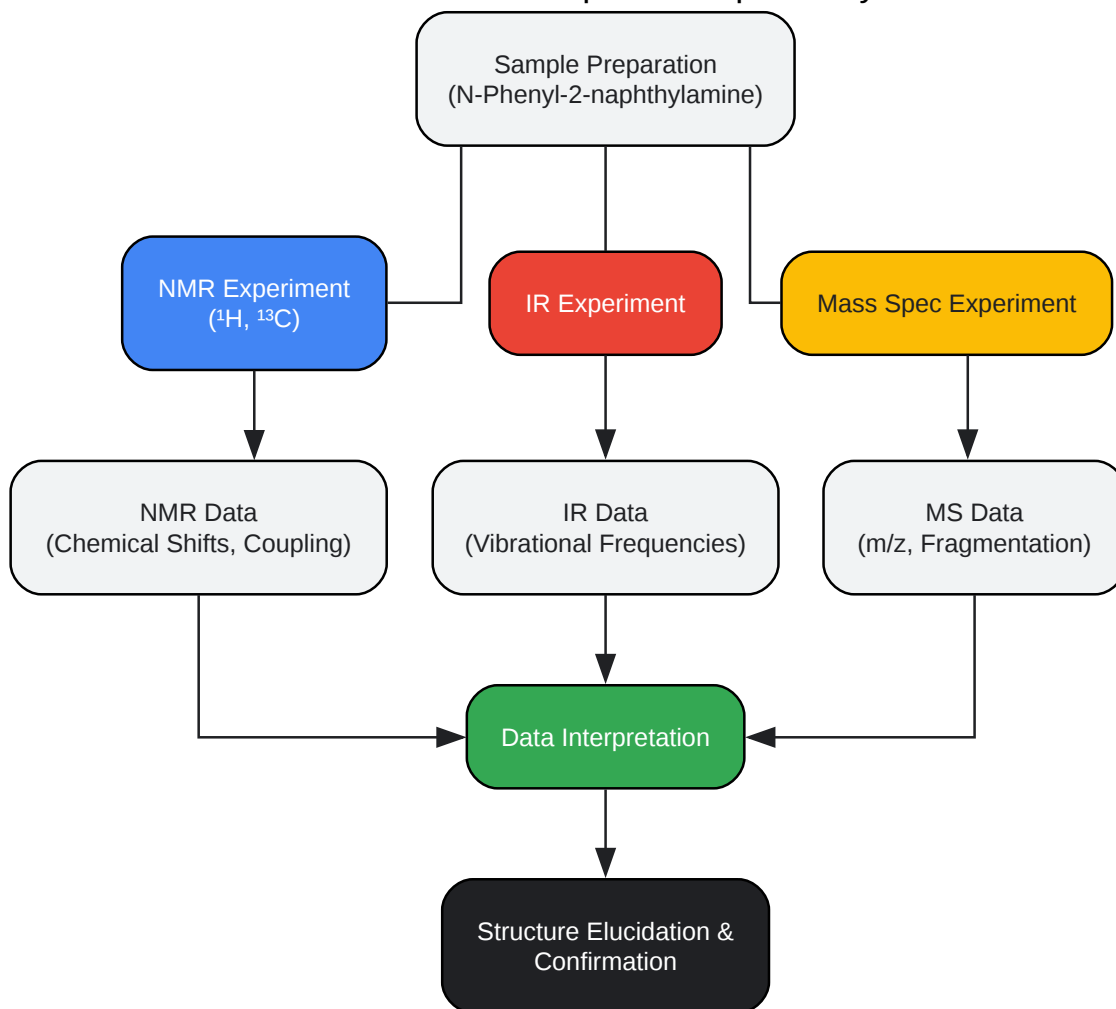 Sample Preparation
(N-Phenyl-2-naphthylamine)
NMR Experiment
(¹H, ¹³C)
IR Experiment
Mass Spec Experiment
NMR Data
(Chemical Shifts, Coupling)
IR Data
(Vibrational Frequencies)
MS Data
(m/z, Fragmentation)
Data Interpretation
Structure Elucidation &
Confirmation